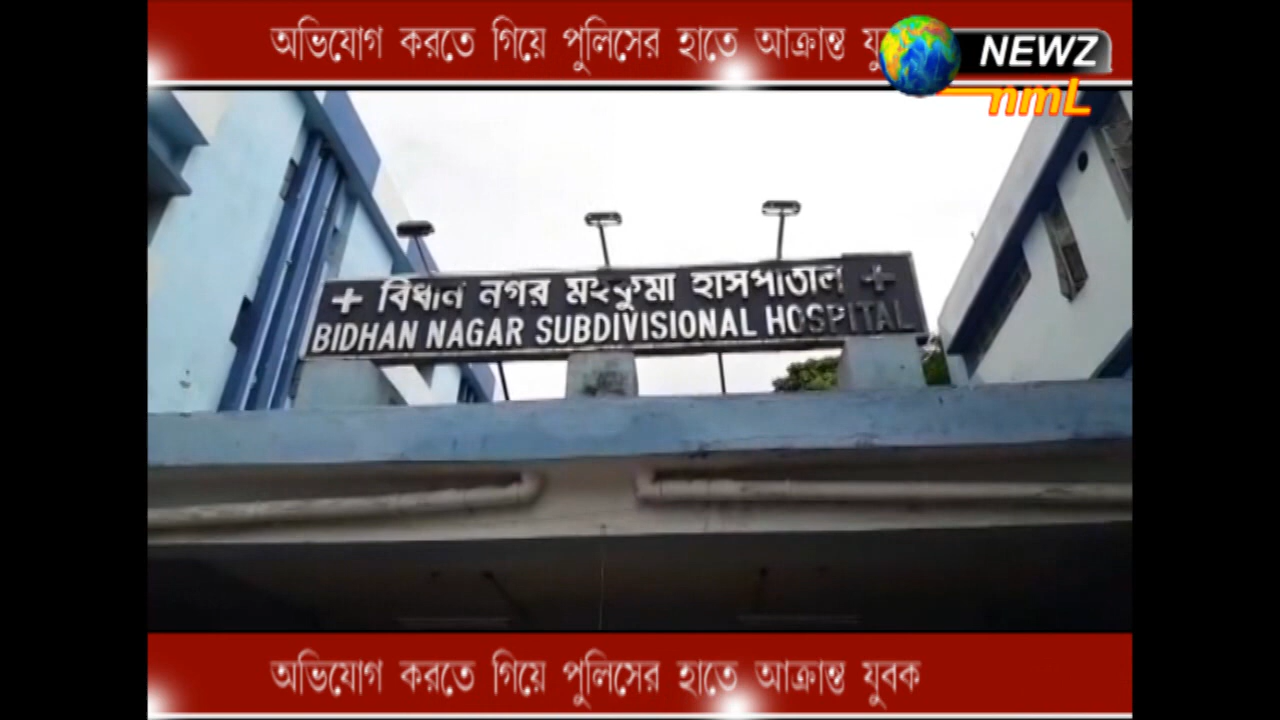 অভিযোগ করতে গিয়ে পুলিসের হাতে আক্রান্ত
NEWZ
nmL
+ বিধান নগর মহকুমা হাসপাতাল +
BIDHAN NAGAR SUBDIVISIONAL HOSPITAL
অভিযোগ করতে গিয়ে পুলিসের হাতে আক্রান্ত যুবক